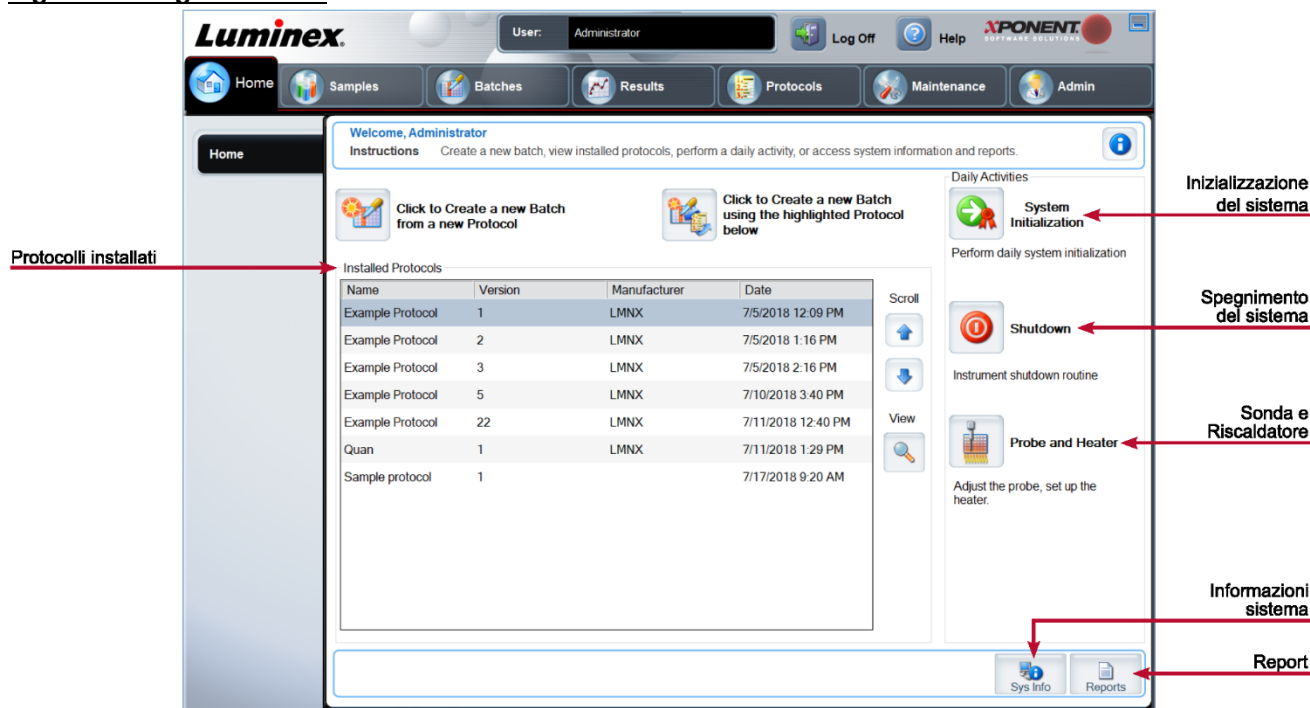 Luminex.
User: Administrator
Log Off
Help
XPONENT.
SOFTWARE SOLUTIONS
Home
Samples
Batches
Results
Protocols
Maintenance
Admin
Home
Welcome, Administrator
Instructions Create a new batch, view installed protocols, perform a daily activity, or access system information and reports.
Click to Create a new Batch
from a new Protocol
Click to Create a new Batch
using the highlighted Protocol
below
Daily Activities
System
Initialization
Perform daily system initialization
Inizializzazione
del sistema
Protocolli installati
Installed Protocols
Name Version Manufacturer Date
Example Protocol 1 LMNX 7/5/2018 12:09 PM
Example Protocol 2 LMNX 7/5/2018 1:16 PM
Example Protocol 3 LMNX 7/5/2018 2:16 PM
Example Protocol 5 LMNX 7/10/2018 3:40 PM
Example Protocol 22 LMNX 7/11/2018 12:40 PM
Quan 1 LMNX 7/11/2018 1:29 PM
Sample protocol 1 7/17/2018 9:20 AM
Scroll
View
Shutdown
Instrument shutdown routine
Spegnimento
del sistema
Probe and Heater
Adjust the probe, set up the
heater.
Sonda e
Riscaldatore
Informazioni
sistema
Sys Info
Reports
Report